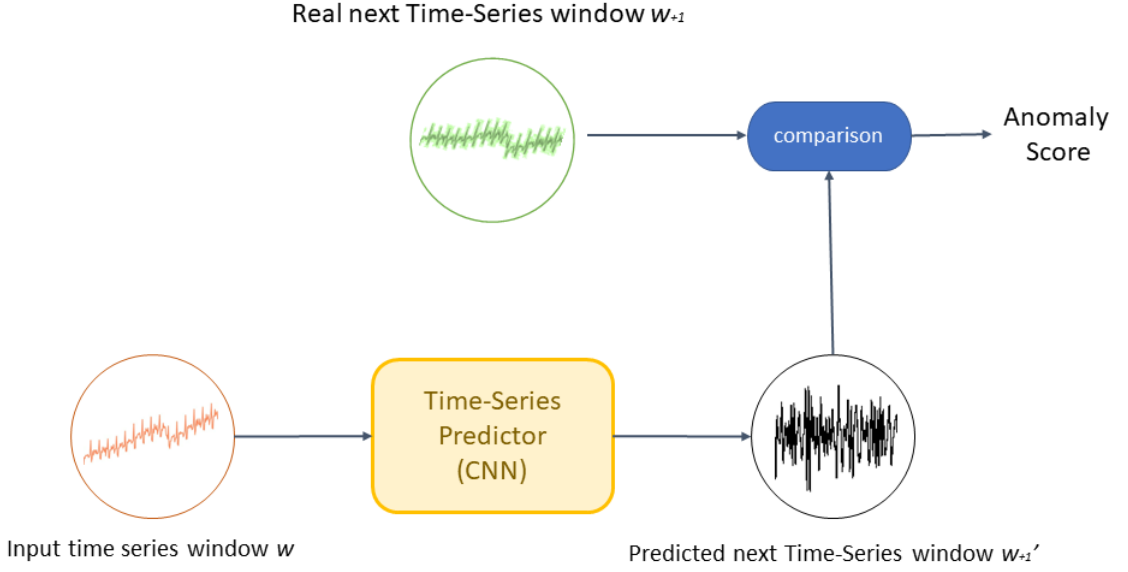 Real next Time-Series window w+1
comparison
Anomaly
Score
Time-Series
Predictor
(CNN)
Input time series window w
Predicted next Time-Series window w+1’